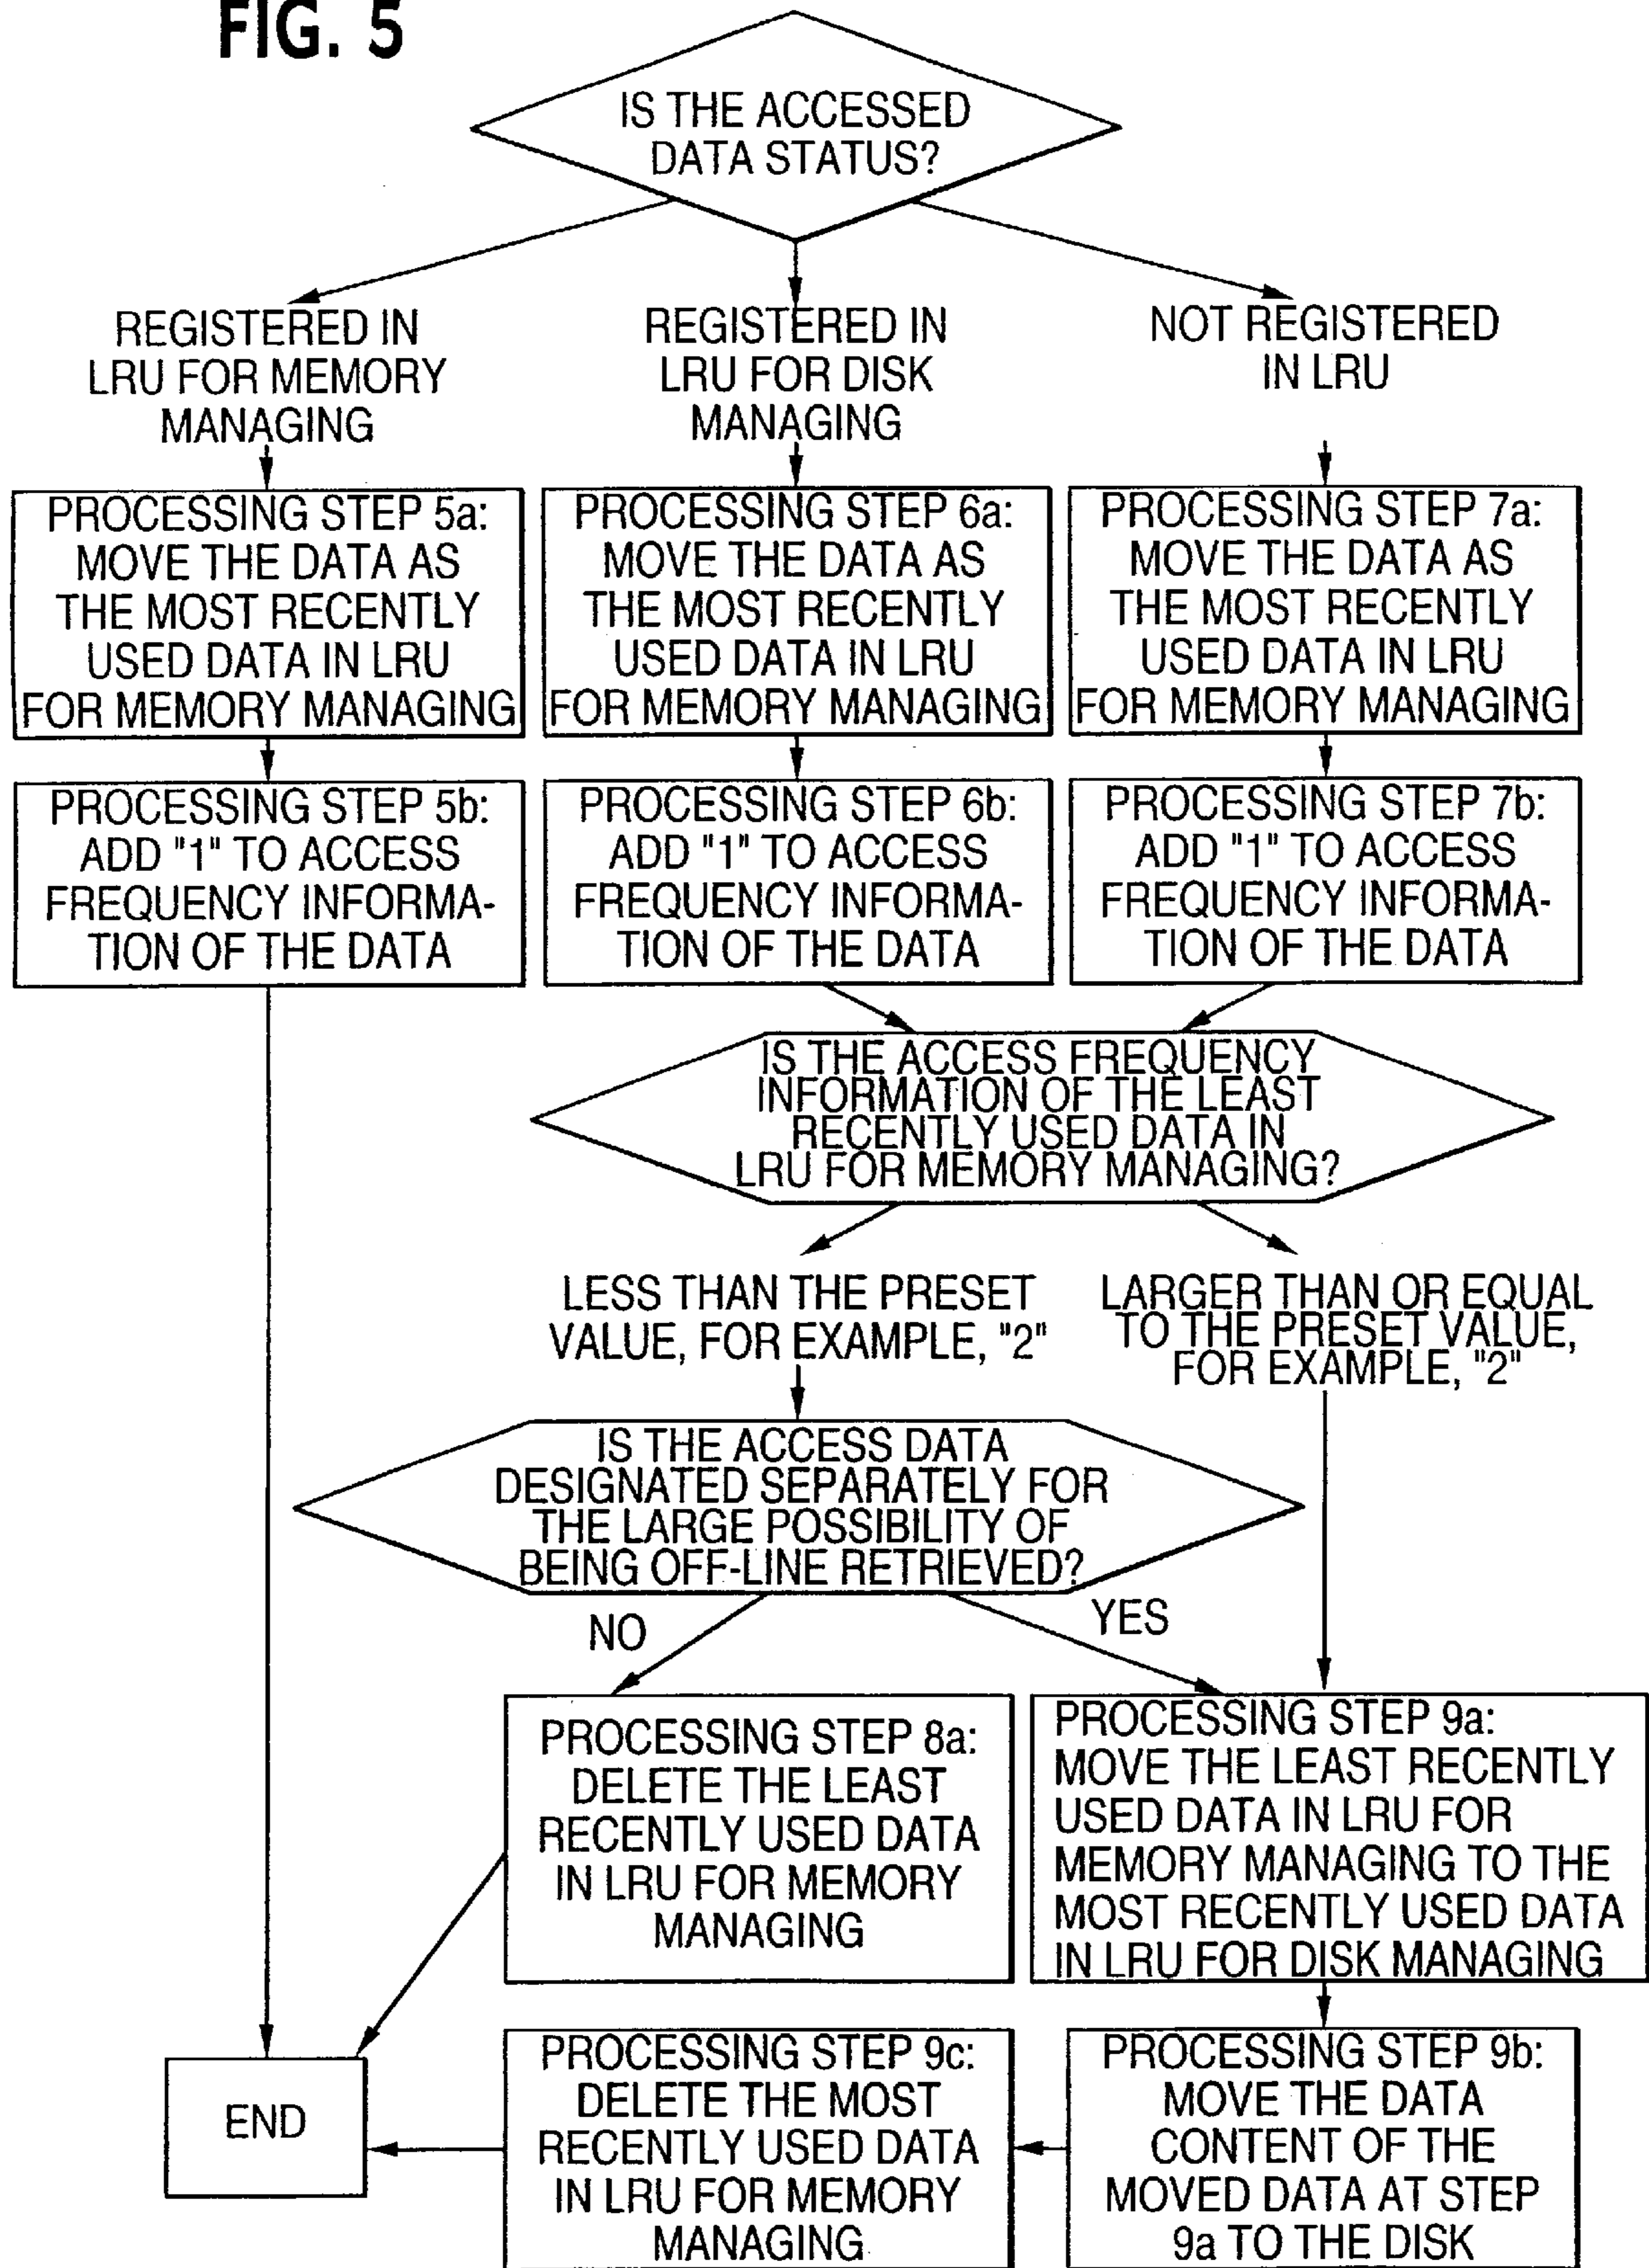 FIG. 5
IS THE ACCESSED
DATA STATUS?
REGISTERED IN
LRU FOR MEMORY
MANAGING
REGISTERED IN
LRU FOR DISK
MANAGING
NOT REGISTERED
IN LRU
PROCESSING STEP 5a:
MOVE THE DATA AS
THE MOST RECENTLY
USED DATA IN LRU
FOR MEMORY MANAGING
PROCESSING STEP 6a:
MOVE THE DATA AS
THE MOST RECENTLY
USED DATA IN LRU
FOR MEMORY MANAGING
PROCESSING STEP 7a:
MOVE THE DATA AS
THE MOST RECENTLY
USED DATA IN LRU
FOR MEMORY MANAGING
PROCESSING STEP 5b:
ADD "1" TO ACCESS
FREQUENCY INFORMA-
TION OF THE DATA
PROCESSING STEP 6b:
ADD "1" TO ACCESS
FREQUENCY INFORMA-
TION OF THE DATA
PROCESSING STEP 7b:
ADD "1" TO ACCESS
FREQUENCY INFORMA-
TION OF THE DATA
IS THE ACCESS FREQUENCY
INFORMATION OF THE LEAST
RECENTLY USED DATA IN
LRU FOR MEMORY MANAGING?
LESS THAN THE PRESET
VALUE, FOR EXAMPLE, "2"
LARGER THAN OR EQUAL
TO THE PRESET VALUE,
FOR EXAMPLE, "2"
IS THE ACCESS DATA
DESIGNATED SEPARATELY FOR
THE LARGE POSSIBILITY OF
BEING OFF-LINE RETRIEVED?
NO
YES
PROCESSING STEP 8a:
DELETE THE LEAST
RECENTLY USED DATA
IN LRU FOR MEMORY
MANAGING
PROCESSING STEP 9a:
MOVE THE LEAST RECENTLY
USED DATA IN LRU FOR
MEMORY MANAGING TO THE
MOST RECENTLY USED DATA
IN LRU FOR DISK MANAGING
END
PROCESSING STEP 9c:
DELETE THE MOST
RECENTLY USED DATA
IN LRU FOR MEMORY
MANAGING
PROCESSING STEP 9b:
MOVE THE DATA
CONTENT OF THE
MOVED DATA AT STEP
9a TO THE DISK